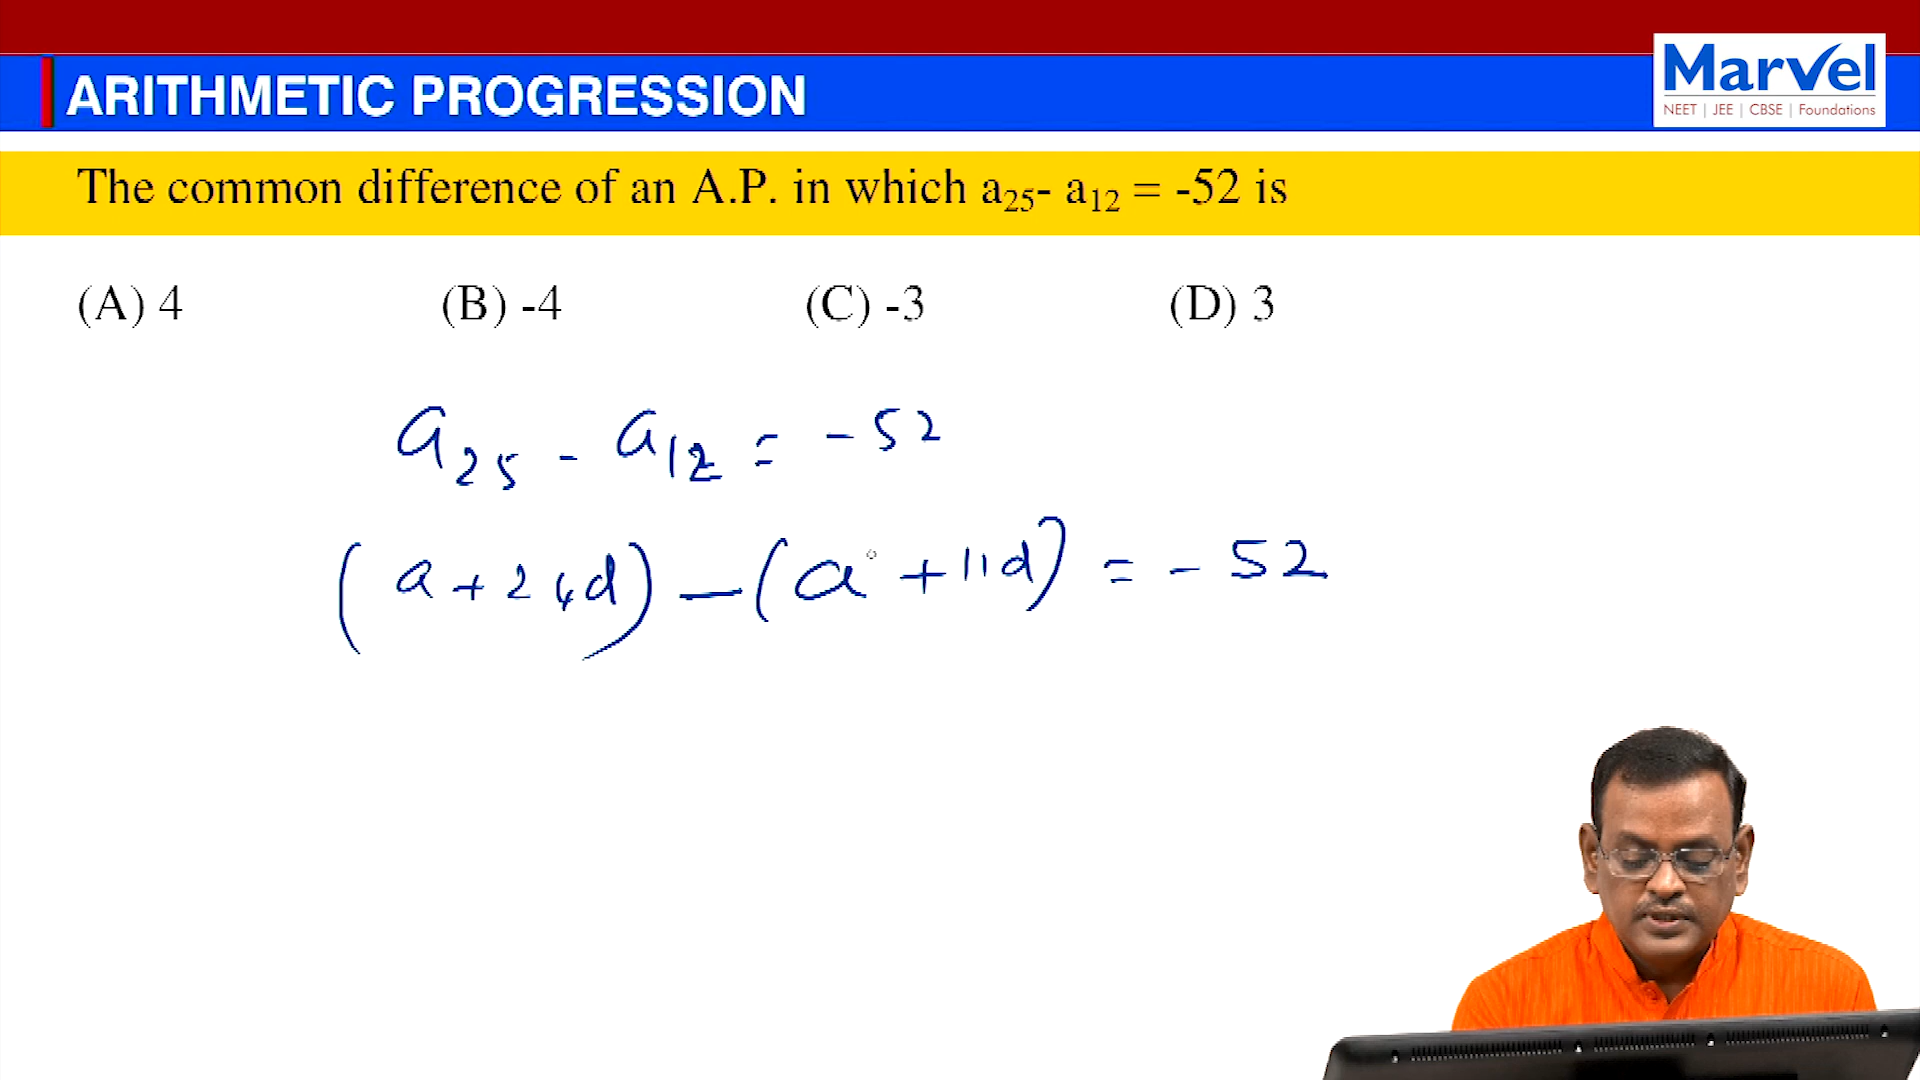 Marvel
NEET | JEE | CBSE | Foundations
ARITHMETIC PROGRESSION
The common difference of an A.P. in which a₂₅- a₁₂ = -52 is
(A) 4 (B) -4 (C) -3 (D) 3
a₂₅ - a₁₂ = - 52
(a + 24d) - (a + 11d) = - 52